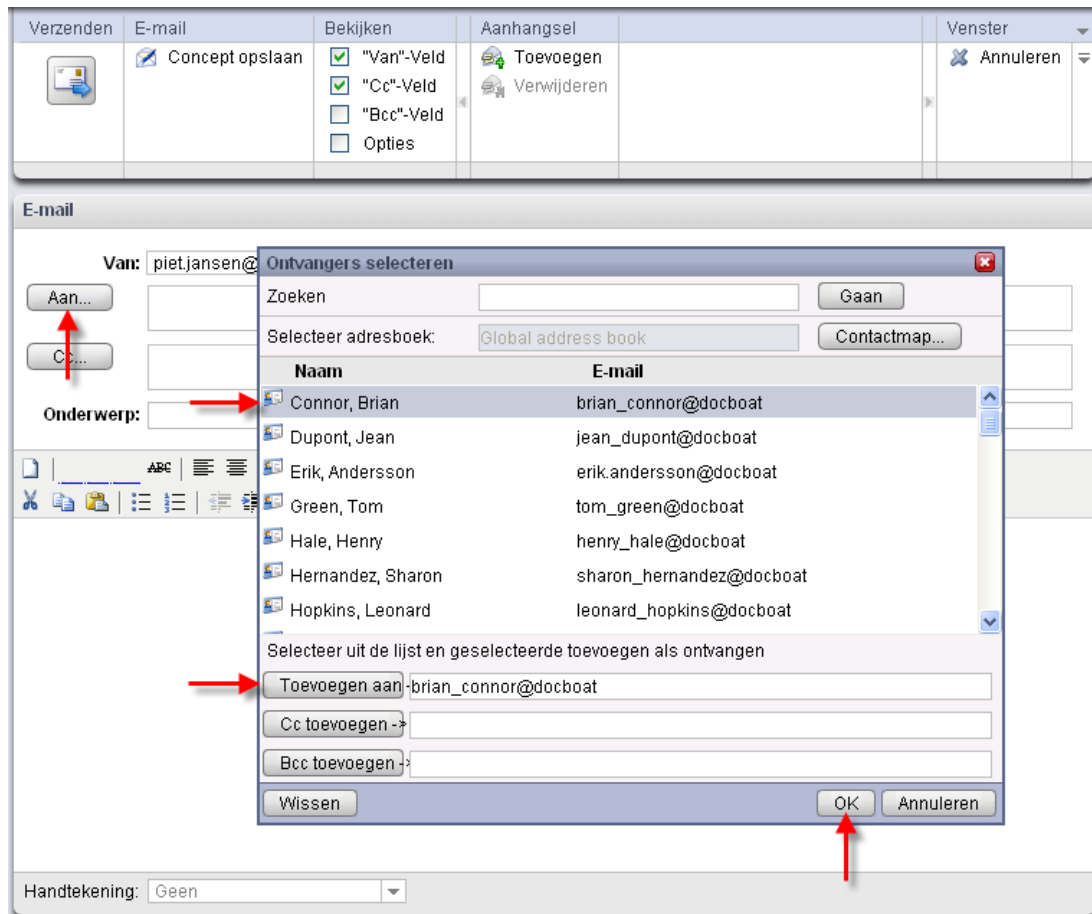 Verzenden E-mail Bekijken Aanhangsel Venster
Concept opslaan "Van"-Veld Toevoegen Annuleren
"Cc"-Veld Verwijderen
"Bcc"-Veld
Opties
E-mail
Van: piet.jansen@
Ontvangers selecteren
Aan...
Zoeken Gaan
Selecteer adresboek: Global address book Contactmap...
Cc...
Naam E-mail
Onderwerp:
Connor, Brian brian_connor@docboat
Dupont, Jean jean_dupont@docboat
ABC
Erik, Andersson erik.andersson@docboat
Green, Tom tom_green@docboat
Hale, Henry henry_hale@docboat
Hernandez, Sharon sharon_hernandez@docboat
Hopkins, Leonard leonard_hopkins@docboat
Selecteer uit de lijst en geselecteerde toevoegen als ontvangen
Toevoegen aan - brian_connor@docboat
Cc toevoegen ->
Bcc toevoegen ->
Wissen OK Annuleren
Handtekening: Geen